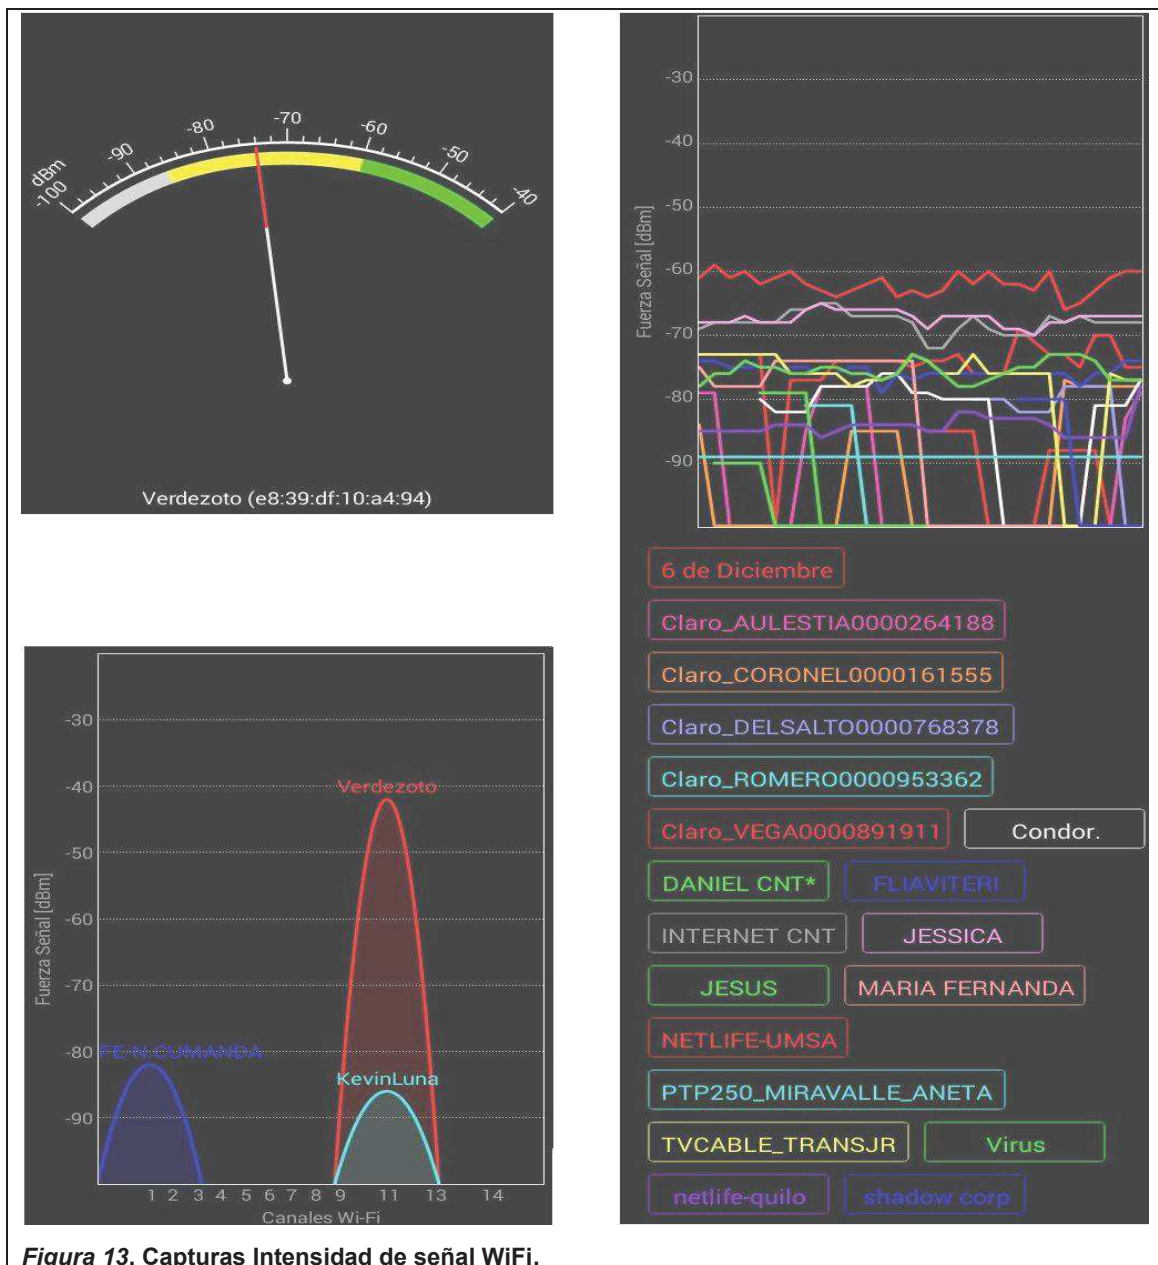 dBm
-100
-90
-80
-70
-60
-50
-40
Verdezoto (e8:39:df:10:a4:94)
-30
-40
-50
-60
-70
-80
-90
Fuerza Señal [dBm]
Verdezoto
FE-N.CUMANDA
KevinLuna
1 2 3 4 5 6 7 8 9 11 13 14
Canales Wi-Fi
-30
-40
-50
-60
-70
-80
-90
Fuerza Señal [dBm]
6 de Diciembre
Claro_AULESTIA0000264188
Claro_CORONEL0000161555
Claro_DELSALTO0000768378
Claro_ROMERO0000953362
Claro_VEGA0000891911 Condor.
DANIEL CNT* FLIAVITERI
INTERNET CNT JESSICA
JESUS MARIA FERNANDA
NETLIFE-UMSA
PTP250_MIRAVALLE_ANETA
TVCABLE_TRANSJR Virus
netlife-quilo shadow corp
Figura 13. Capturas Intensidad de señal WiFi.